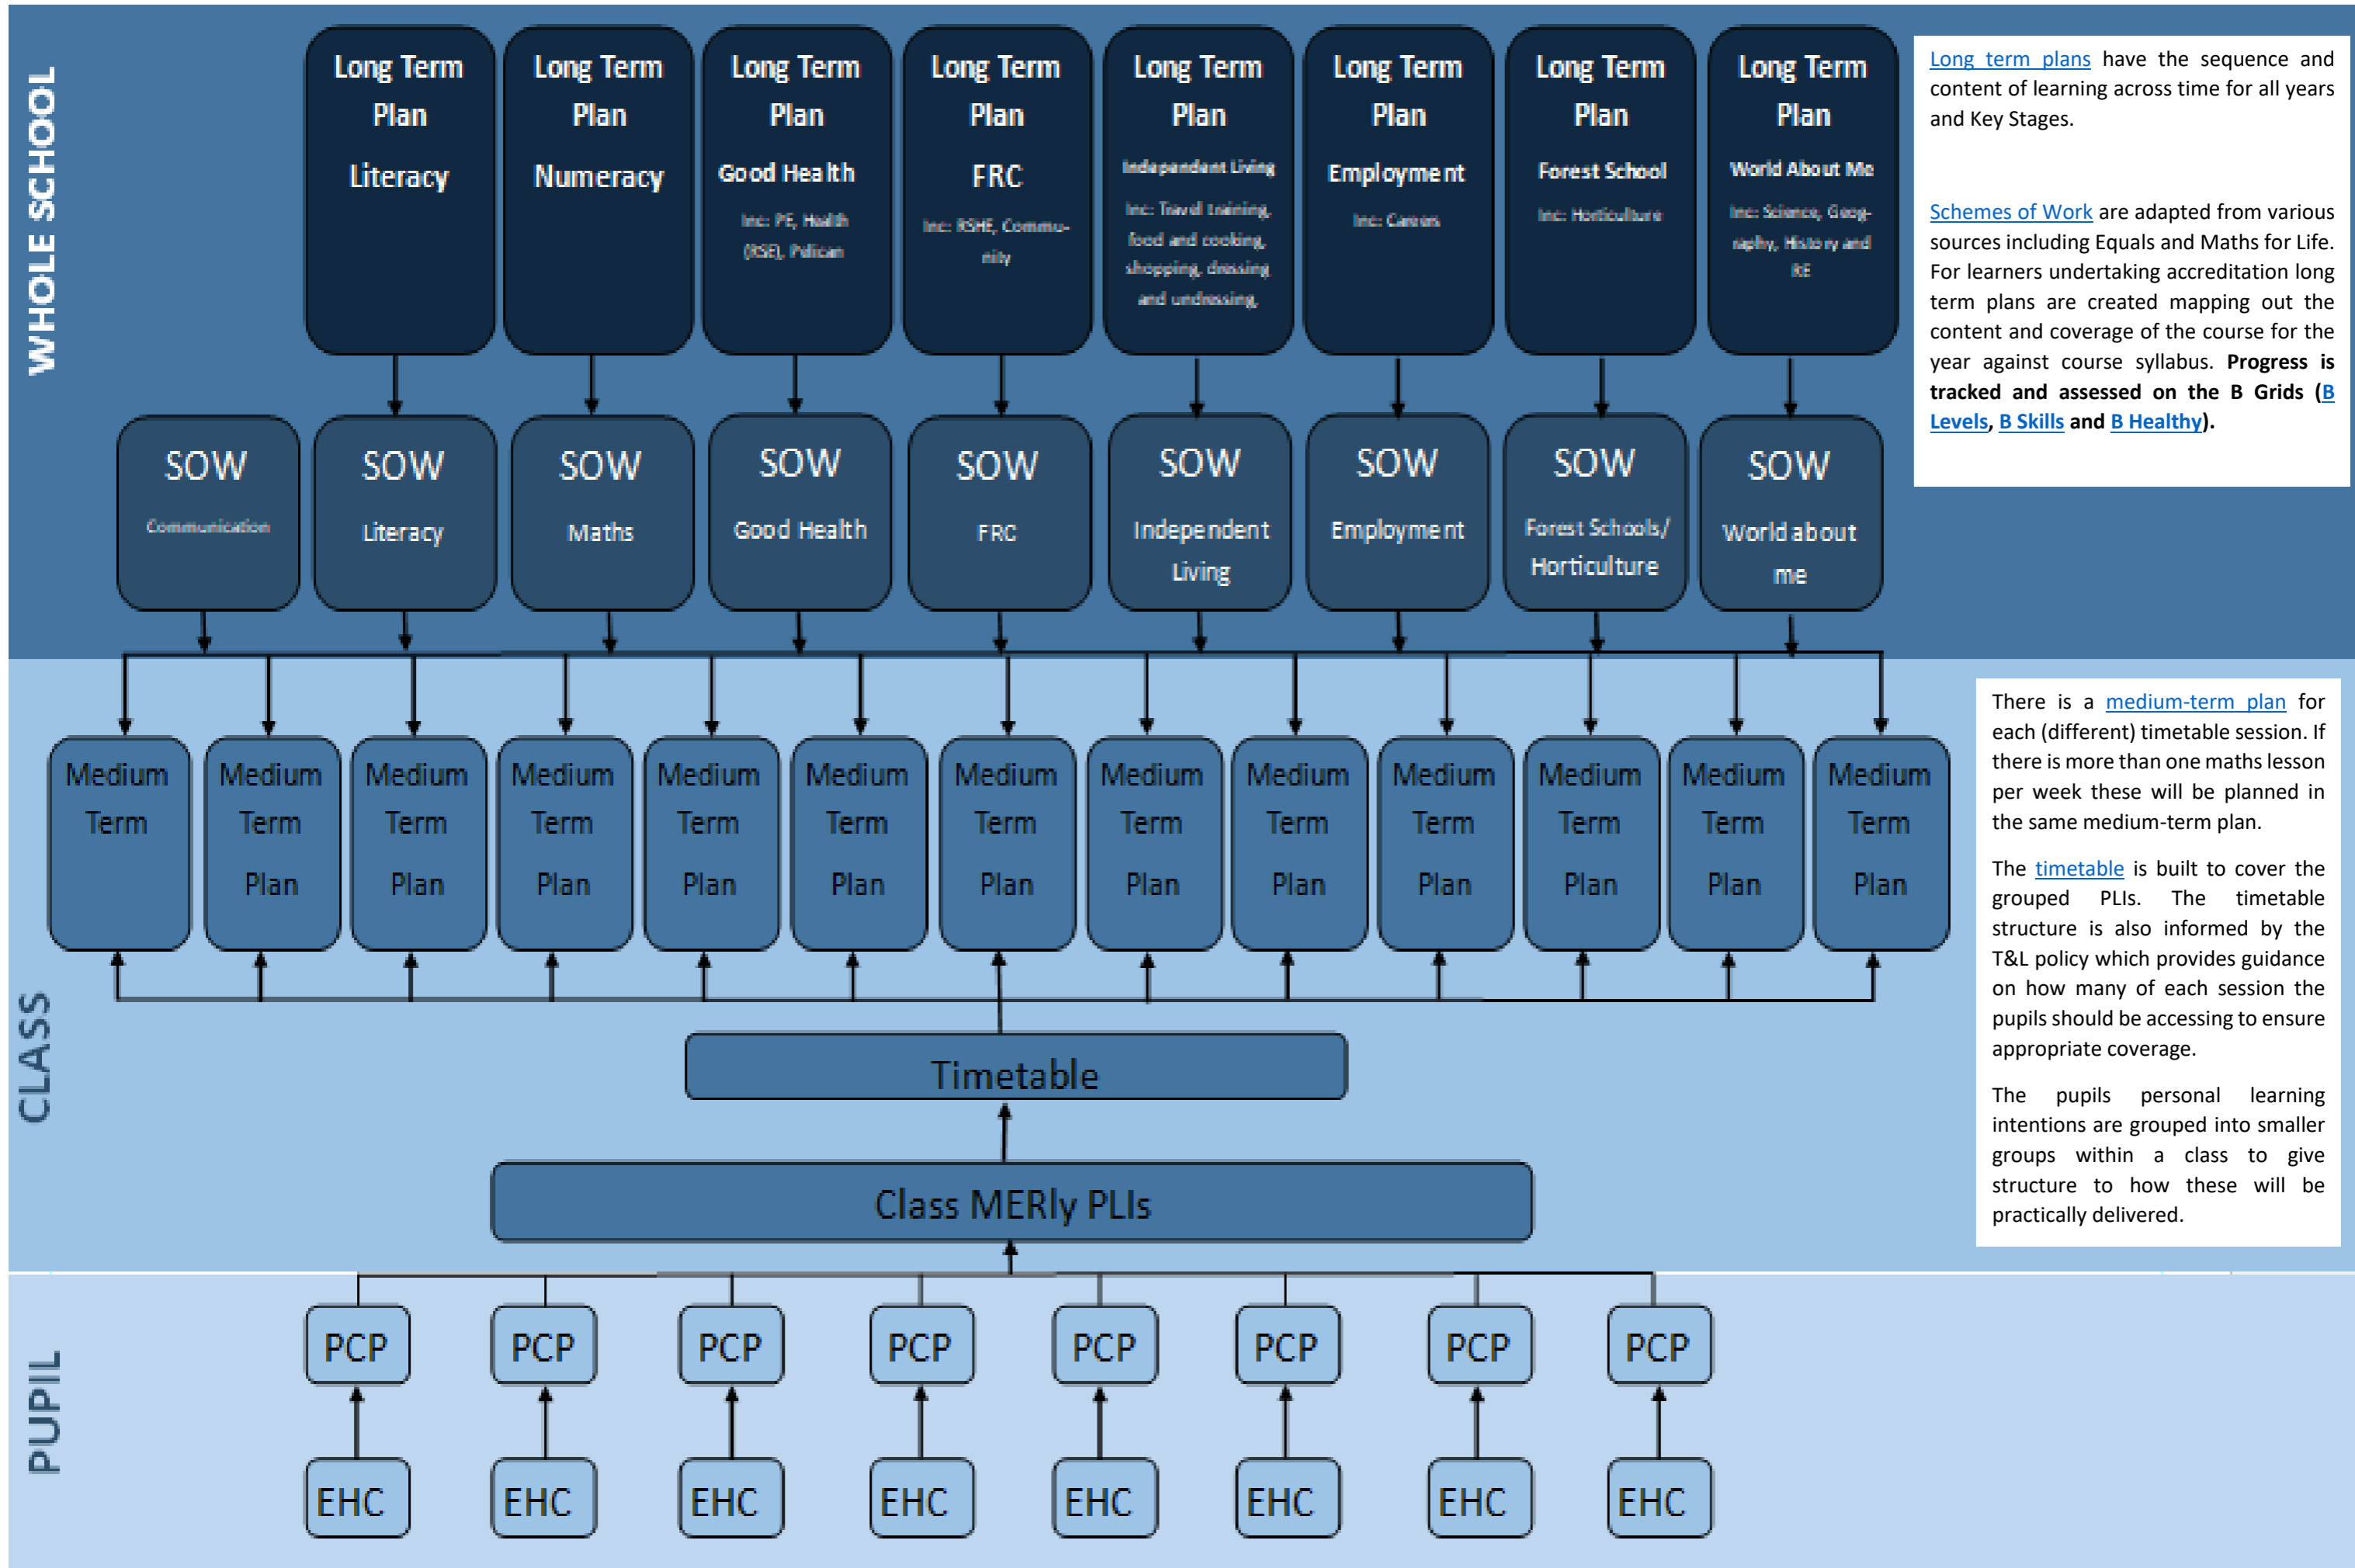 WHOLE SCHOOL
Long Term
Plan
Literacy
Long Term
Plan
Numeracy
Long Term
Plan
Good Health
Inc: PE, Health
(RSE), Pelican
Long Term
Plan
FRC
Inc: RSHE, Commu-
nity
Long Term
Plan
Independent Living
Inc: Travel training,
food and cooking,
shopping, dressing
and undressing,
Long Term
Plan
Employment
Inc: Careers
Long Term
Plan
Forest School
Inc: Horticulture
Long Term
Plan
World About Me
Inc: Science, Geog-
raphy, History and
RE
Long term plans have the sequence and
content of learning across time for all years
and Key Stages.
Schemes of Work are adapted from various
sources including Equals and Maths for Life.
For learners undertaking accreditation long
term plans are created mapping out the
content and coverage of the course for the
year against course syllabus. Progress is
tracked and assessed on the B Grids (B
Levels, B Skills and B Healthy).
SOW
Communication
SOW
Literacy
SOW
Maths
SOW
Good Health
SOW
FRC
SOW
Independent
Living
SOW
Employment
SOW
Forest Schools/
Horticulture
SOW
World about
me
CLASS
Medium
Term
Medium
Term
Plan
Medium
Term
Plan
Medium
Term
Plan
Medium
Term
Plan
Medium
Term
Plan
Medium
Term
Plan
Medium
Term
Plan
Medium
Term
Plan
Medium
Term
Plan
Medium
Term
Plan
Medium
Term
Plan
Medium
Term
Plan
There is a medium-term plan for
each (different) timetable session. If
there is more than one maths lesson
per week these will be planned in
the same medium-term plan.
The timetable is built to cover the
grouped PLIs. The timetable
structure is also informed by the
T&L policy which provides guidance
on how many of each session the
pupils should be accessing to ensure
appropriate coverage.
The pupils personal learning
intentions are grouped into smaller
groups within a class to give
structure to how these will be
practically delivered.
Timetable
Class MERly PLIs
PUPIL
PCP
PCP
PCP
PCP
PCP
PCP
PCP
PCP
EHC
EHC
EHC
EHC
EHC
EHC
EHC
EHC